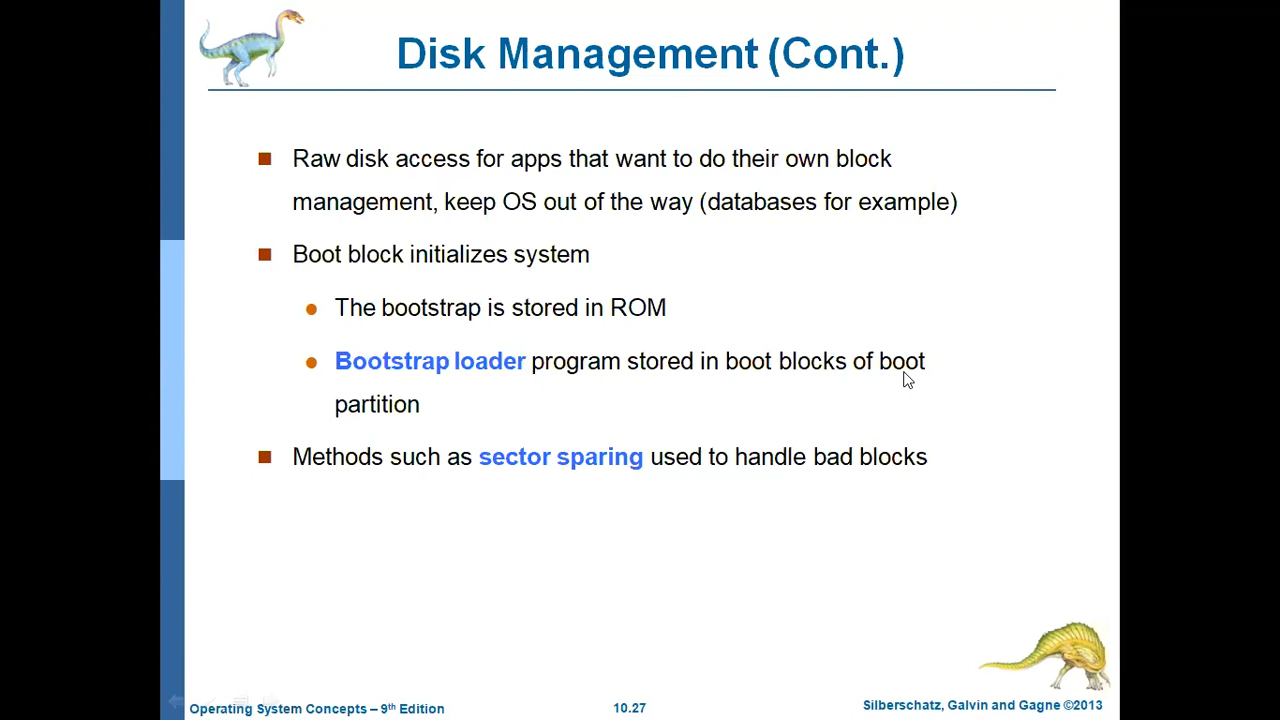 Disk Management (Cont.)
Raw disk access for apps that want to do their own block
management, keep OS out of the way (databases for example)
Boot block initializes system
The bootstrap is stored in ROM
Bootstrap loader program stored in boot blocks of boot
partition
Methods such as sector sparing used to handle bad blocks
Operating System Concepts – 9th Edition
10.27
Silberschatz, Galvin and Gagne ©2013